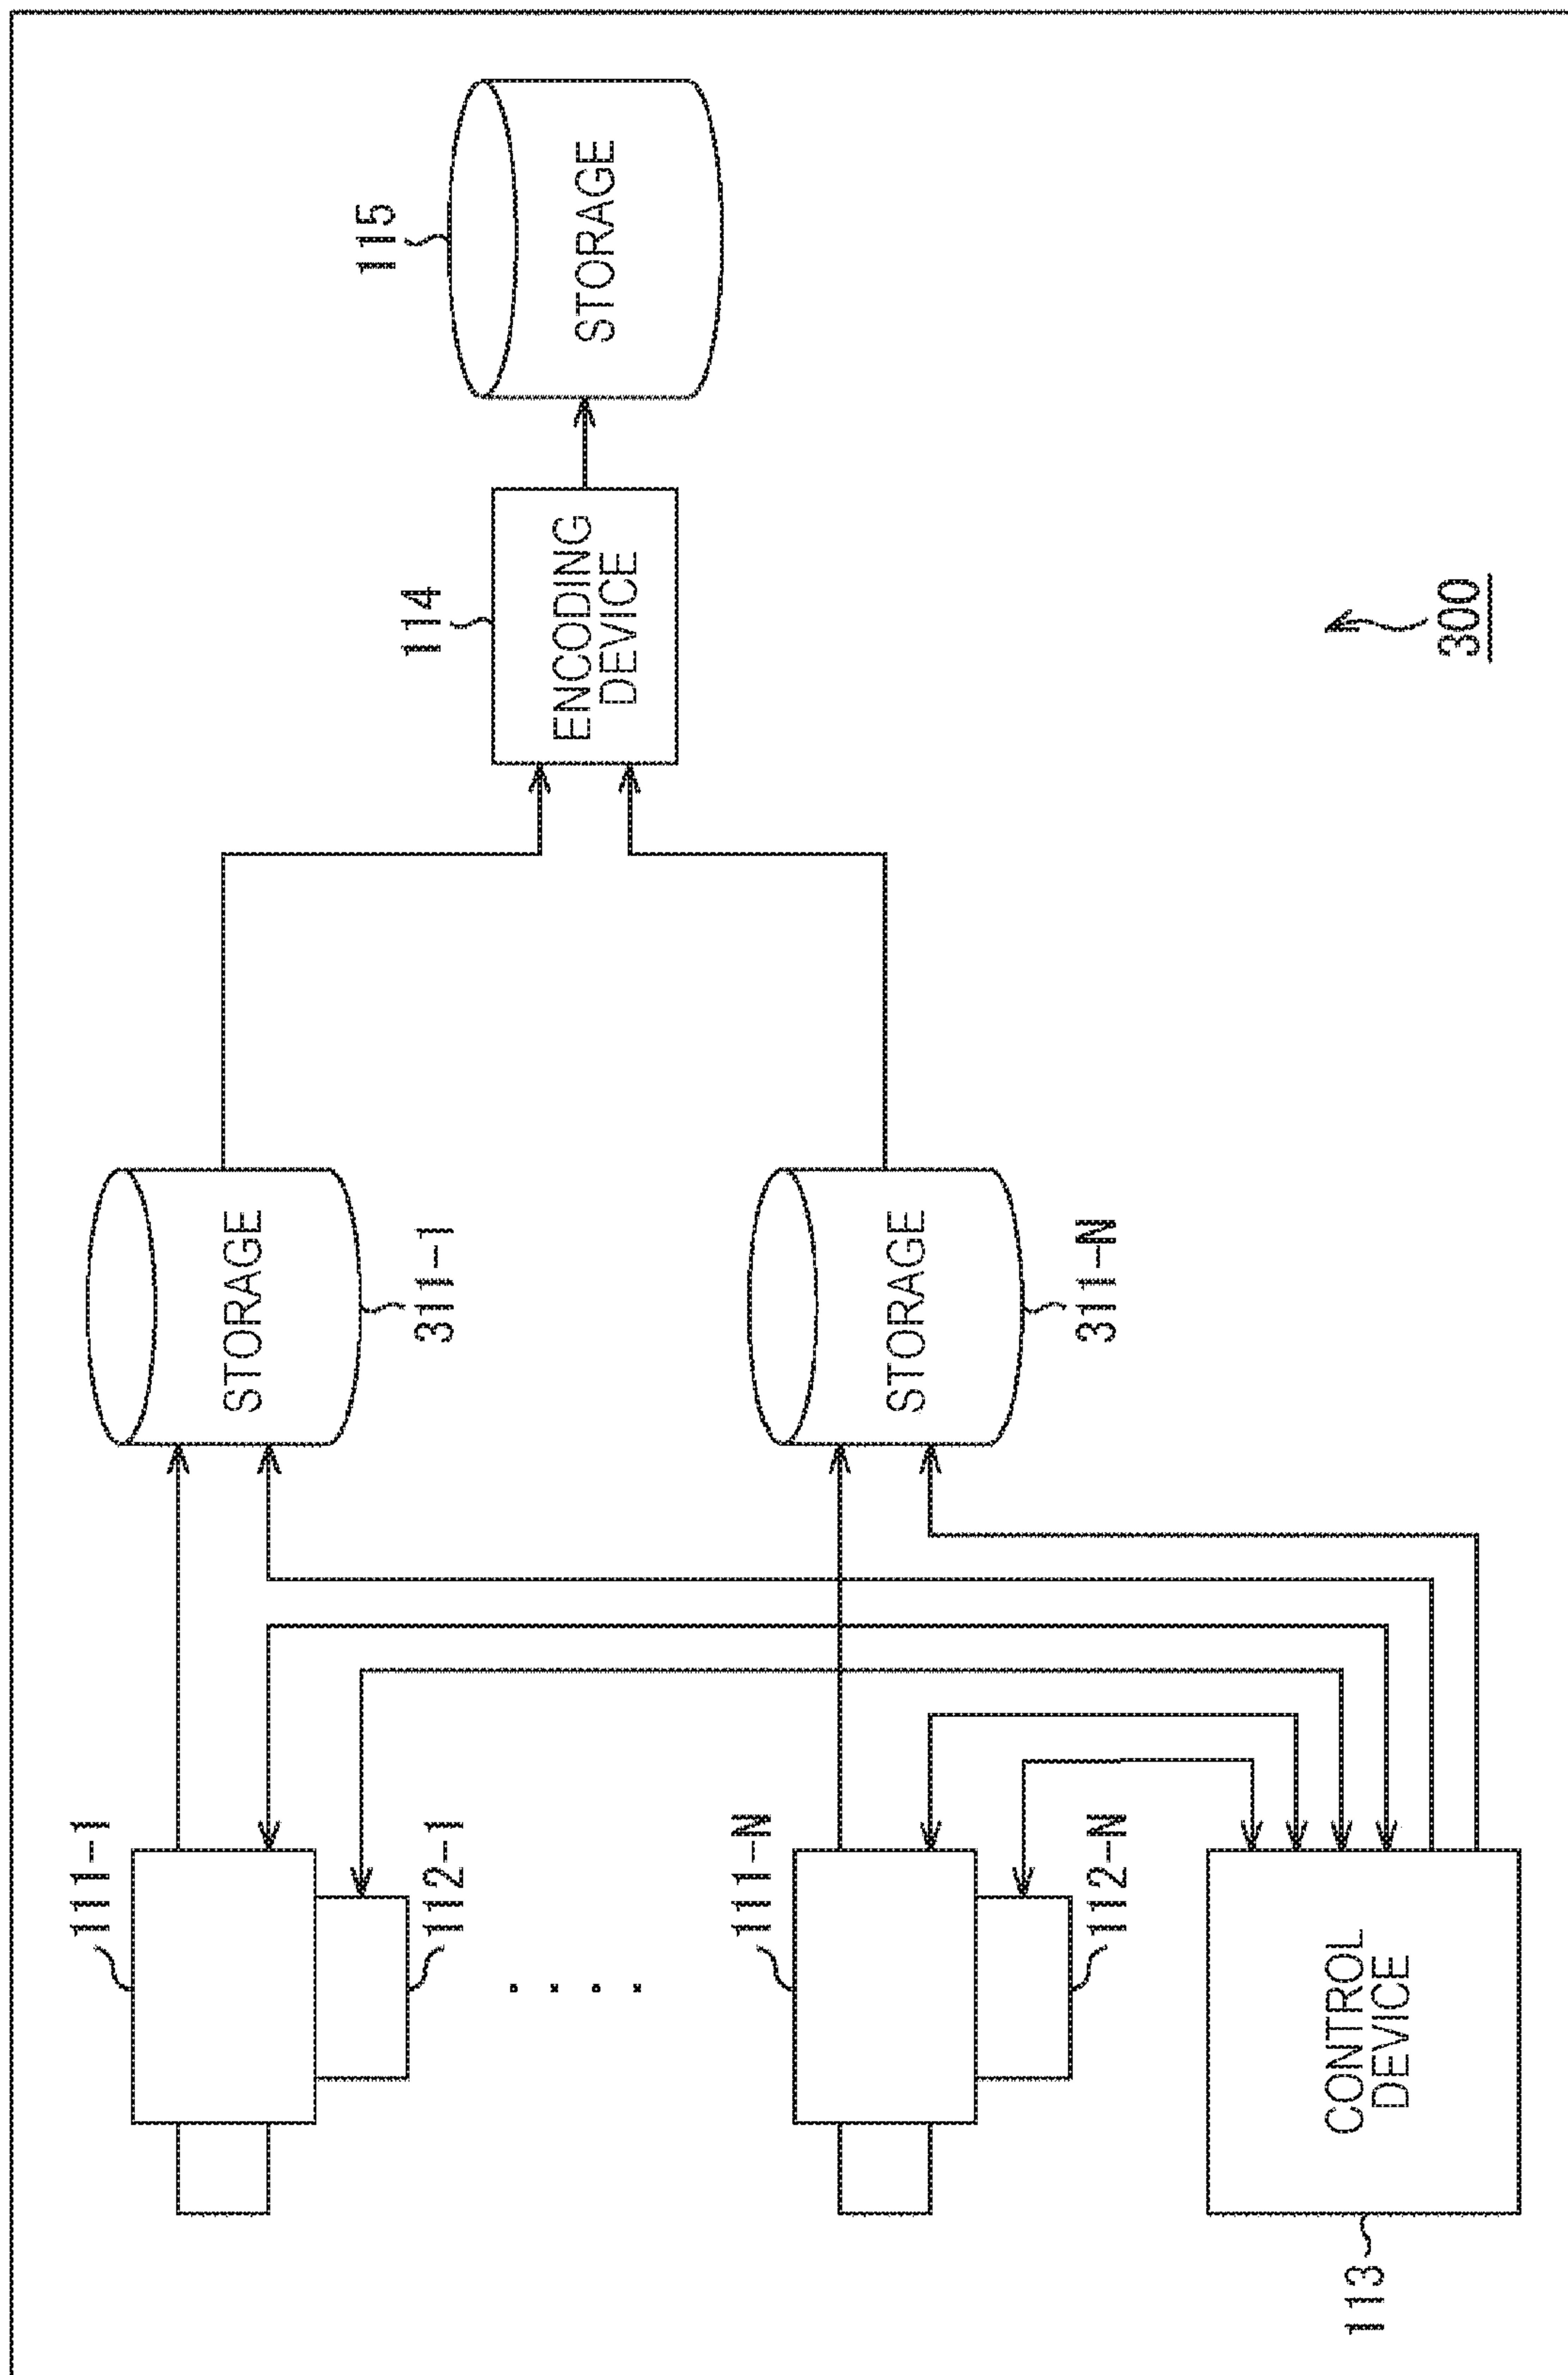 111-1
112-1
STORAGE
311-1
111-N
112-N
STORAGE
311-N
113
CONTROL
DEVICE
114
ENCODING
DEVICE
115
STORAGE
300